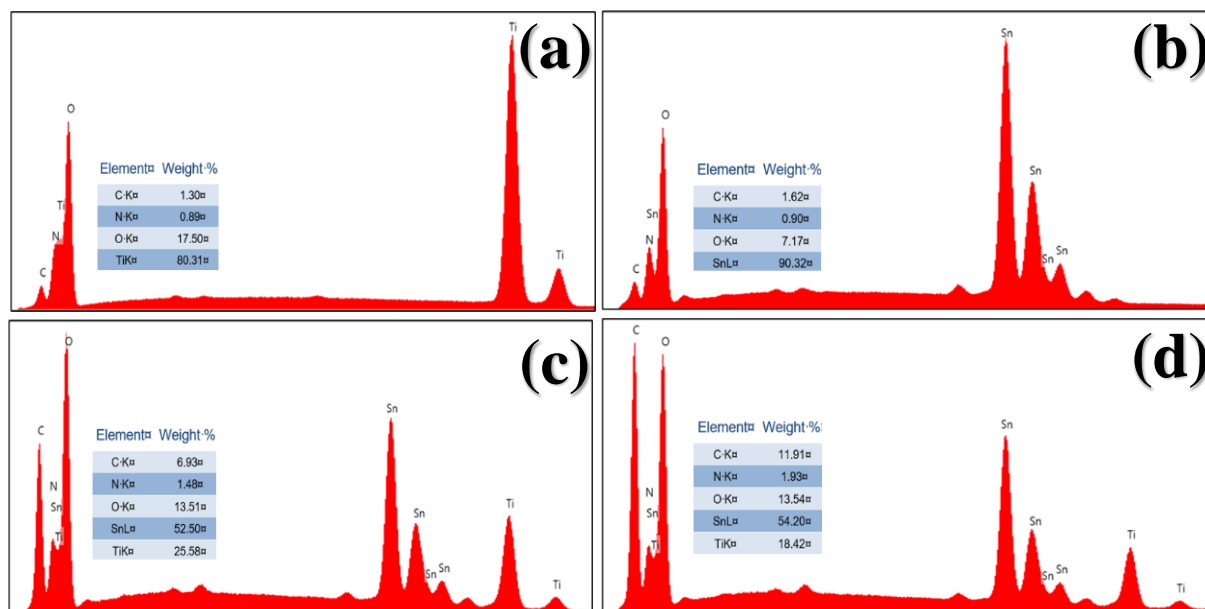 (a)
Ti
O
Ti
N
C
Ti
Element¤ Weight·%
C·K¤ 1.30¤
N·K¤ 0.89¤
O·K¤ 17.50¤
TiK¤ 80.31¤
(b)
Sn
O
Sn
Sn
N
C
Sn
Sn
Element¤ Weight·%
C·K¤ 1.62¤
N·K¤ 0.90¤
O·K¤ 7.17¤
SnL¤ 90.32¤
(c)
O
C
N
Sn
Ti
Sn
Sn
Sn
Sn
Ti
Ti
Element¤ Weight·%
C·K¤ 6.93¤
N·K¤ 1.48¤
O·K¤ 13.51¤
SnL¤ 52.50¤
TiK¤ 25.58¤
(d)
C
O
N
Sn
Ti
Sn
Sn
Sn
Sn
Ti
Ti
Element¤ Weight·%
C·K¤ 11.91¤
N·K¤ 1.93¤
O·K¤ 13.54¤
SnL¤ 54.20¤
TiK¤ 18.42¤